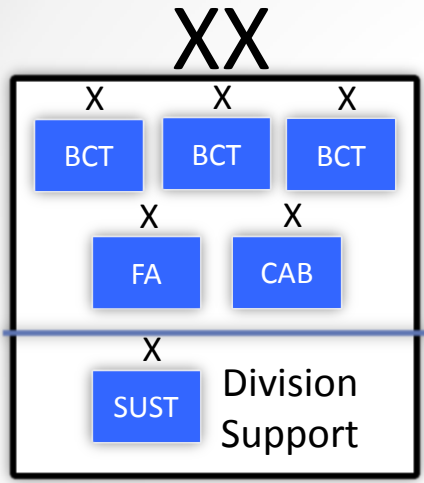 XX
X X X
BCT BCT BCT
X X
FA CAB
X
SUST
Division
Support